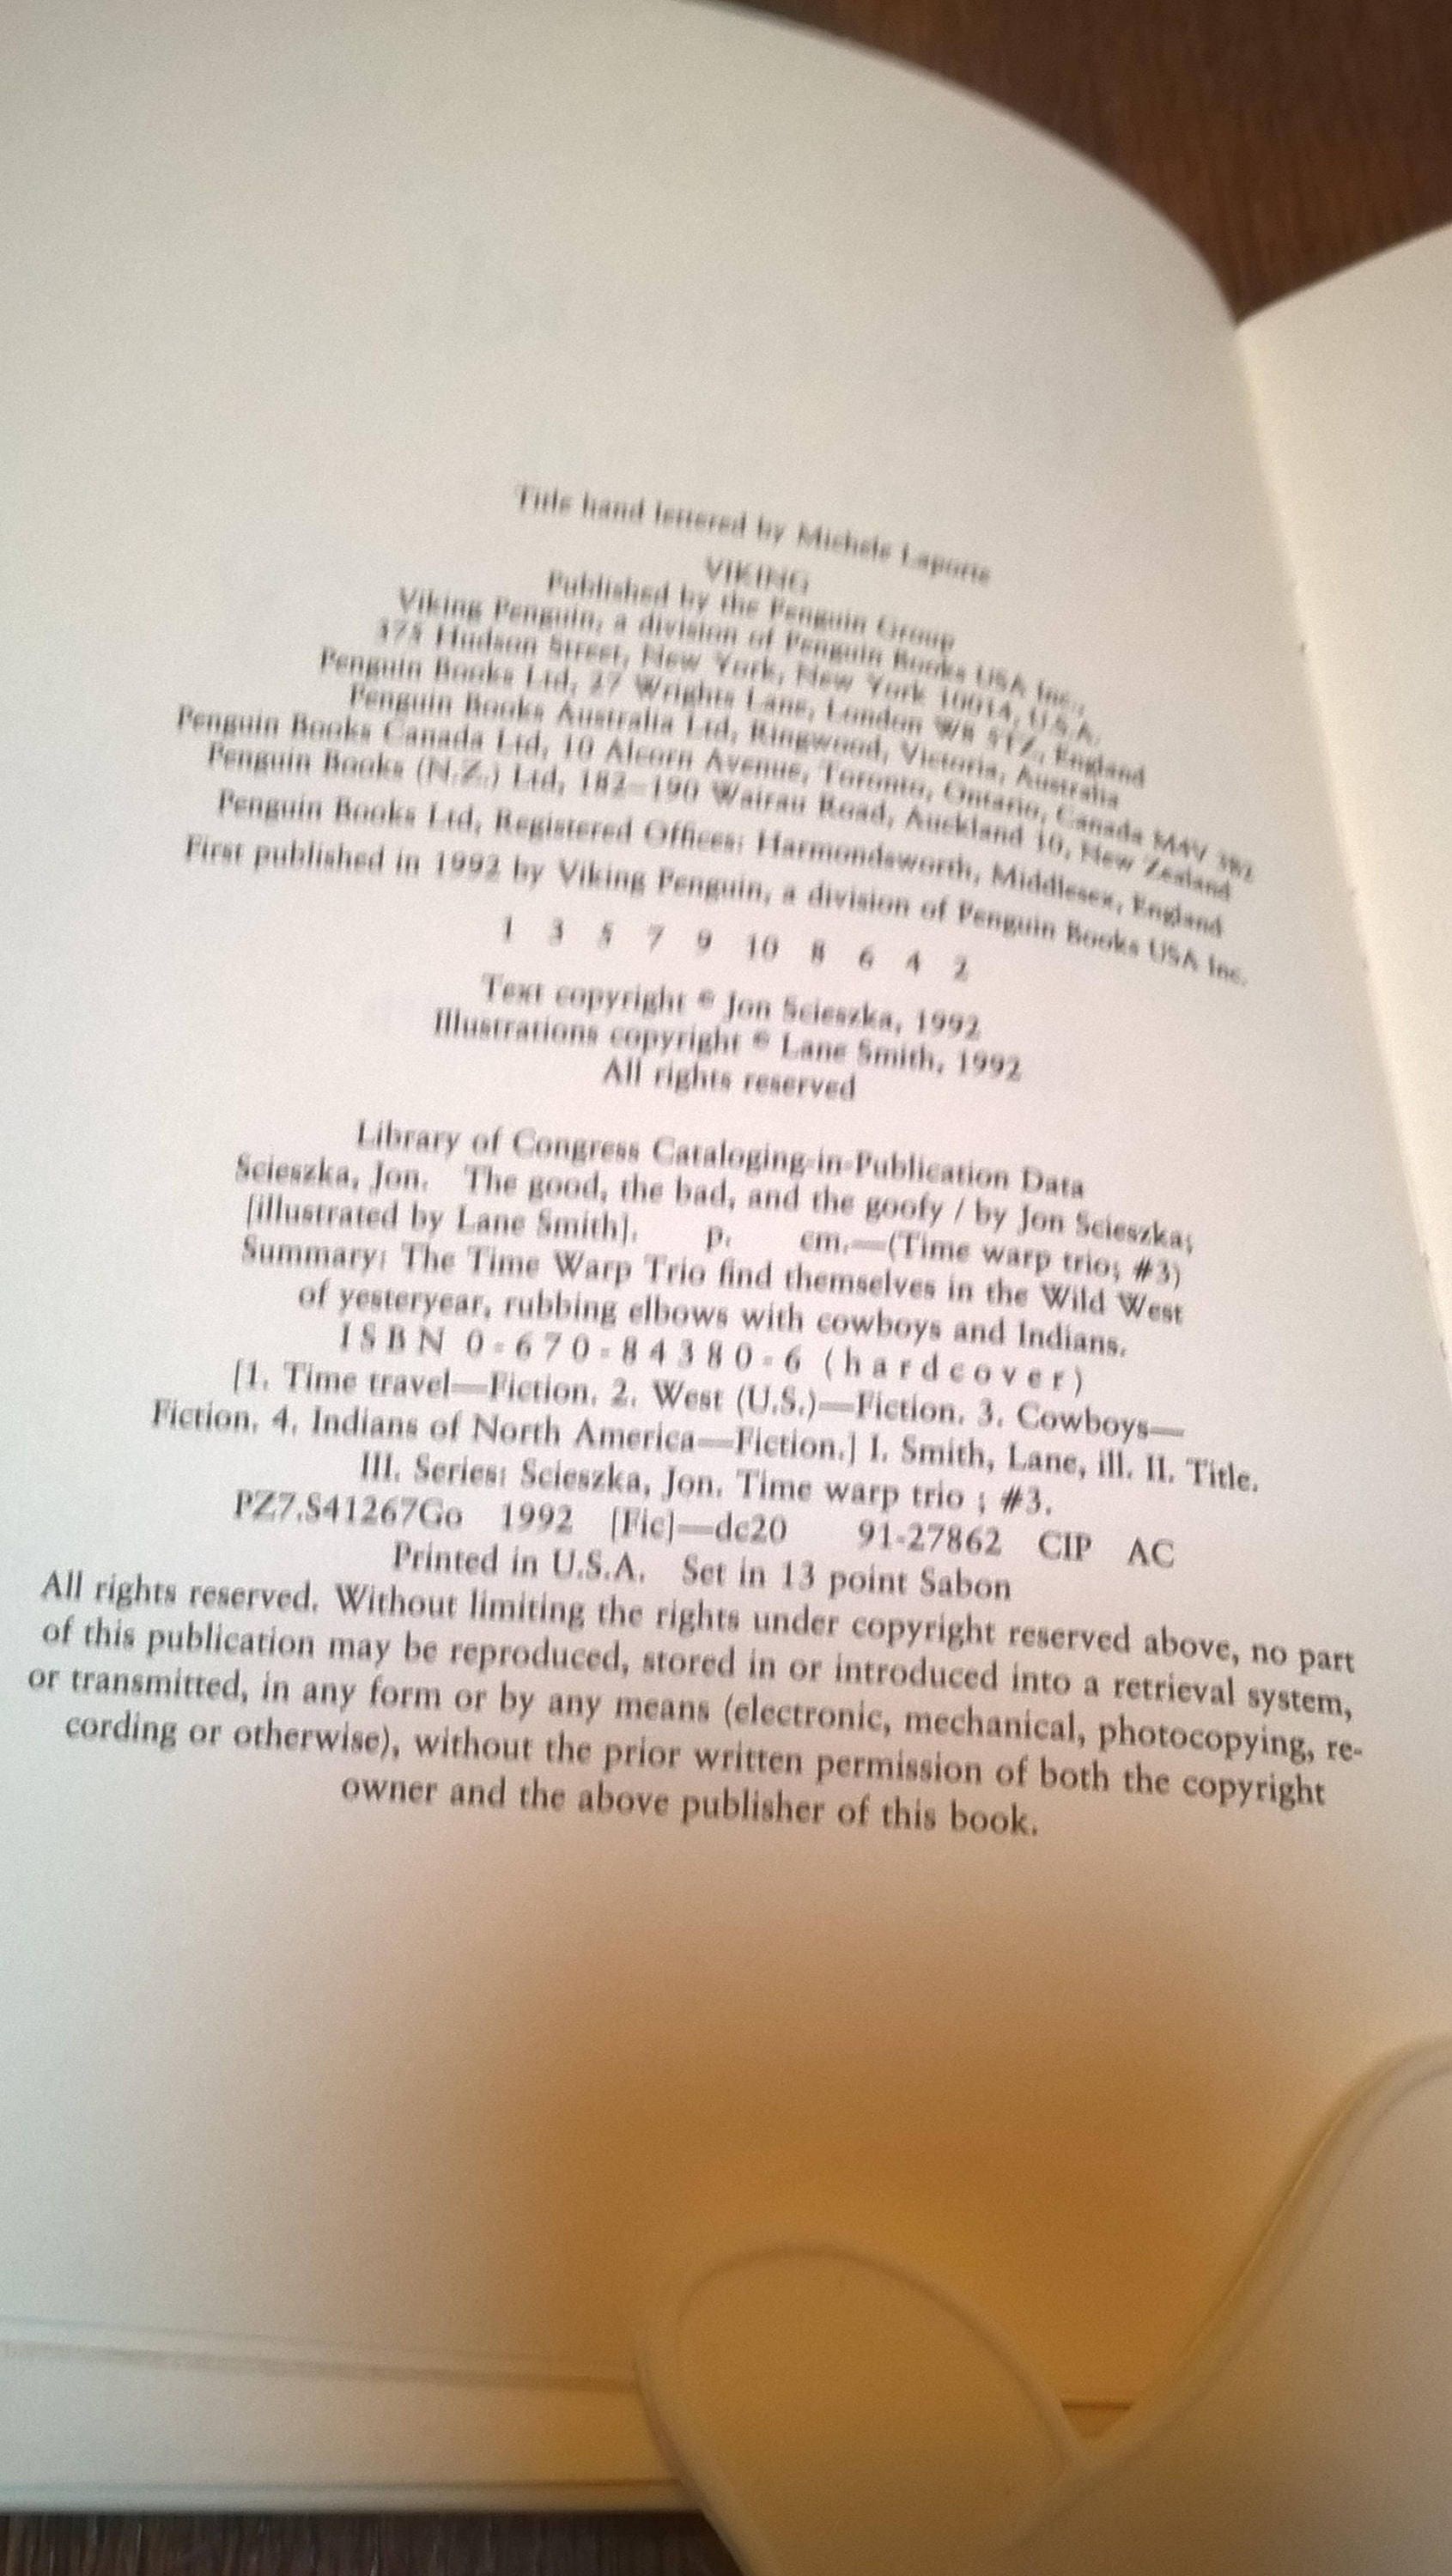 Title hand lettered by Michele Laporte
VIKING
Published by the Penguin Group
Viking Penguin, a division of Penguin Books USA Inc.,
375 Hudson Street, New York, New York 10014, U.S.A.
Penguin Books Ltd, 27 Wrights Lane, London W8 5TZ, England
Penguin Books Australia Ltd, Ringwood, Victoria, Australia
Penguin Books Canada Ltd, 10 Alcorn Avenue, Toronto, Ontario, Canada M4V 3B2
Penguin Books (N.Z.) Ltd, 182–190 Wairau Road, Auckland 10, New Zealand
Penguin Books Ltd, Registered Offices: Harmondsworth, Middlesex, England
First published in 1992 by Viking Penguin, a division of Penguin Books USA Inc.
1 3 5 7 9 10 8 6 4 2
Text copyright © Jon Scieszka, 1992
Illustrations copyright © Lane Smith, 1992
All rights reserved
Library of Congress Cataloging-in-Publication Data
Scieszka, Jon. The good, the bad, and the goofy / by Jon Scieszka;
[illustrated by Lane Smith]. p. cm.—(Time warp trio; #3)
Summary: The Time Warp Trio find themselves in the Wild West
of yesteryear, rubbing elbows with cowboys and Indians.
ISBN 0-670-84380-6 (hardcover)
[1. Time travel—Fiction. 2. West (U.S.)—Fiction. 3. Cowboys—
Fiction. 4. Indians of North America—Fiction.] I. Smith, Lane, ill. II. Title.
III. Series: Scieszka, Jon. Time warp trio ; #3.
PZ7.S41267Go 1992 [Fic]—dc20 91-27862 CIP AC
Printed in U.S.A. Set in 13 point Sabon
All rights reserved. Without limiting the rights under copyright reserved above, no part
of this publication may be reproduced, stored in or introduced into a retrieval system,
or transmitted, in any form or by any means (electronic, mechanical, photocopying, re-
cording or otherwise), without the prior written permission of both the copyright
owner and the above publisher of this book.